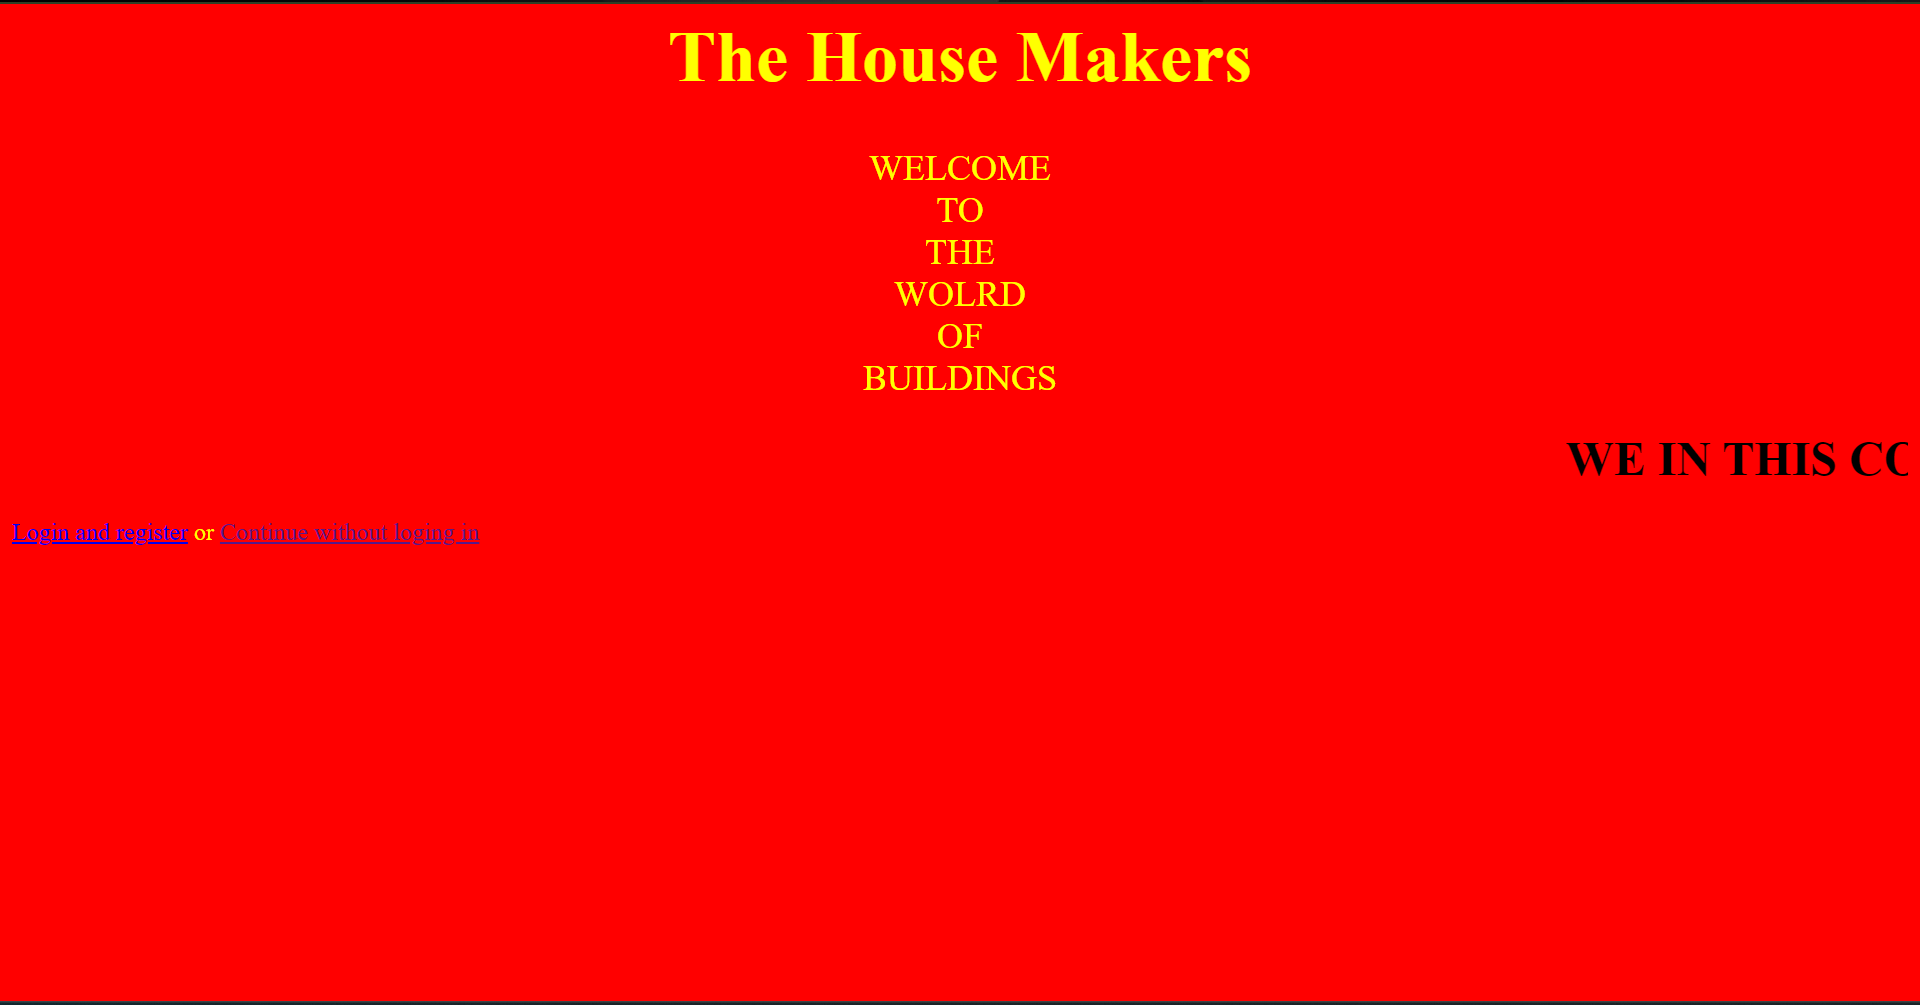 The House Makers
WELCOME
TO
THE
WOLRD
OF
BUILDINGS
WE IN THIS
Login and register or Continue without loging in